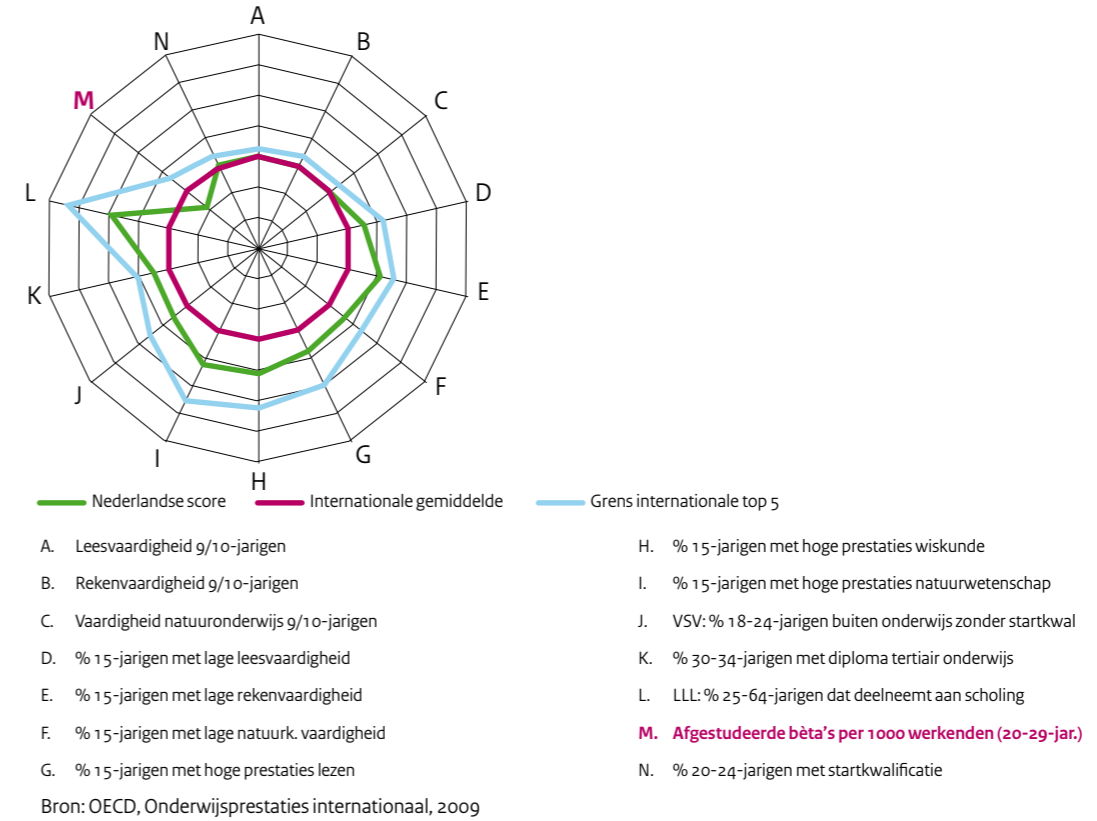 A
B
C
D
E
F
G
H
I
J
K
L
M
N
Nederlandse score
Internationale gemiddelde
Grens internationale top 5
A. Leesvaardigheid 9/10-jarigen
B. Rekenvaardigheid 9/10-jarigen
C. Vaardigheid natuuronderwijs 9/10-jarigen
D. % 15-jarigen met lage leesvaardigheid
E. % 15-jarigen met lage rekenvaardigheid
F. % 15-jarigen met lage natuurk. vaardigheid
G. % 15-jarigen met hoge prestaties lezen
H. % 15-jarigen met hoge prestaties wiskunde
I. % 15-jarigen met hoge prestaties natuurwetenschap
J. VSV: % 18-24-jarigen buiten onderwijs zonder startkwal
K. % 30-34-jarigen met diploma tertiair onderwijs
L. LLL: % 25-64-jarigen dat deelneemt aan scholing
M. Afgestudeerde bèta's per 1000 werkenden (20-29-jar.)
N. % 20-24-jarigen met startkwalificatie
Bron: OECD, Onderwijsprestaties internationaal, 2009